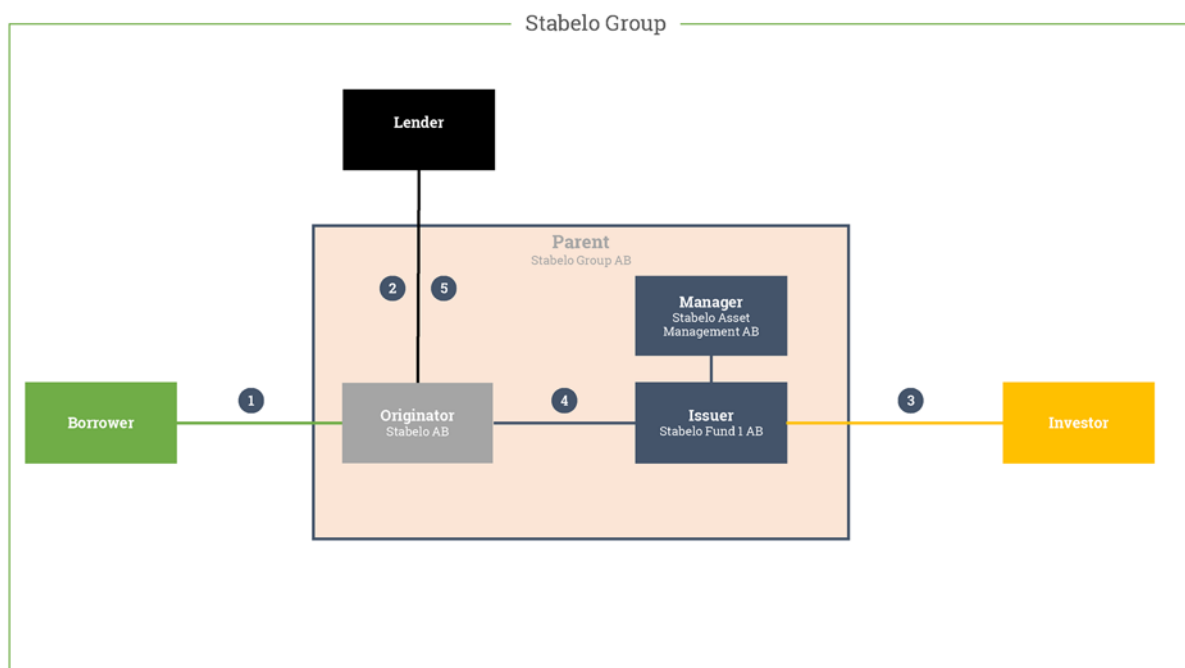 Stabelo Group
Lender
Parent
Stabelo Group AB
2
5
Manager
Stabelo Asset
Management AB
Borrower
1
Originator
Stabelo AB
4
Issuer
Stabelo Fund 1 AB
3
Investor